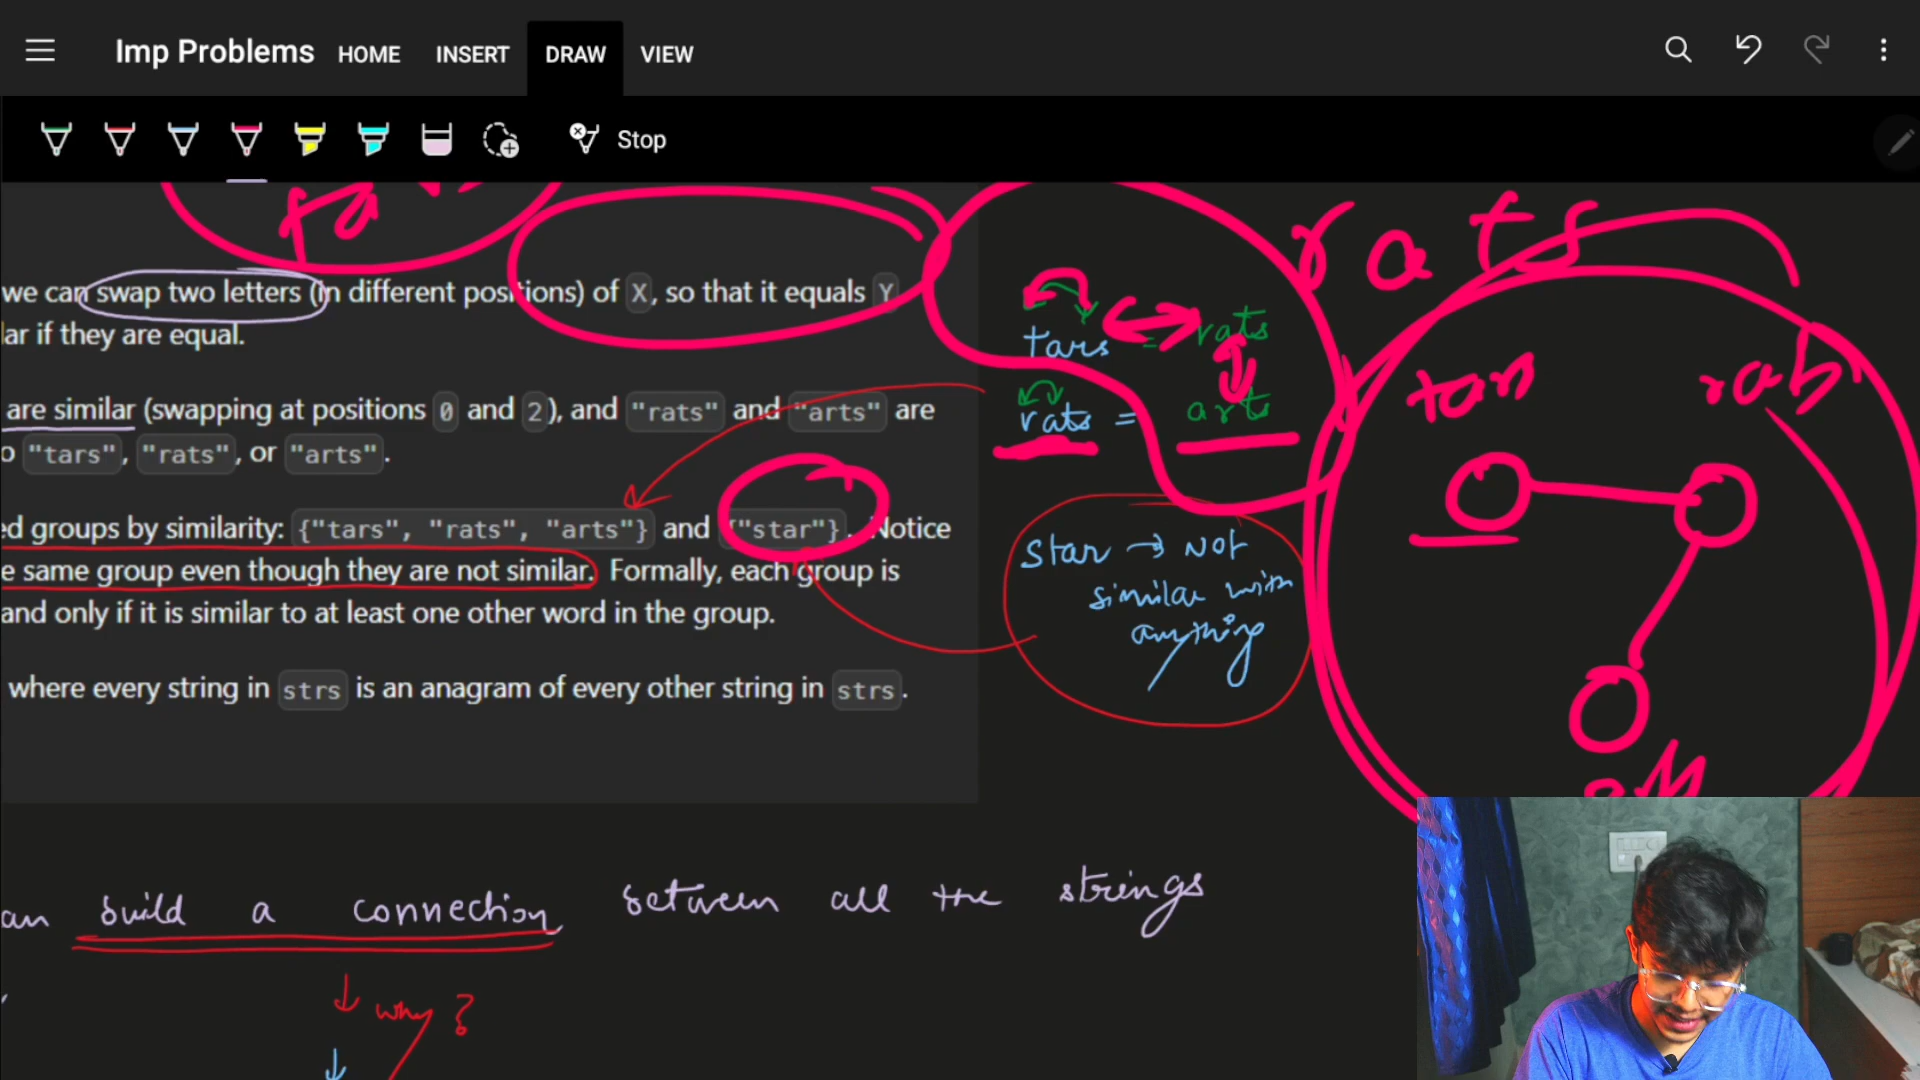 Imp Problems HOME INSERT DRAW VIEW
Stop
r a t s
we can swap two letters (in different positions) of X, so that it equals Y
lar if they are equal.
tars = rats
rats = arts
are similar (swapping at positions 0 and 2), and "rats" and "arts" are
o "tars", "rats", or "arts".
ed groups by similarity: {"tars", "rats", "arts"} and {"star"}. Notice
e same group even though they are not similar. Formally, each group is
and only if it is similar to at least one other word in the group.
where every string in strs is an anagram of every other string in strs.
star → NOT
similar with
anything
an build a connection between all the strings
↓ why ?
↓